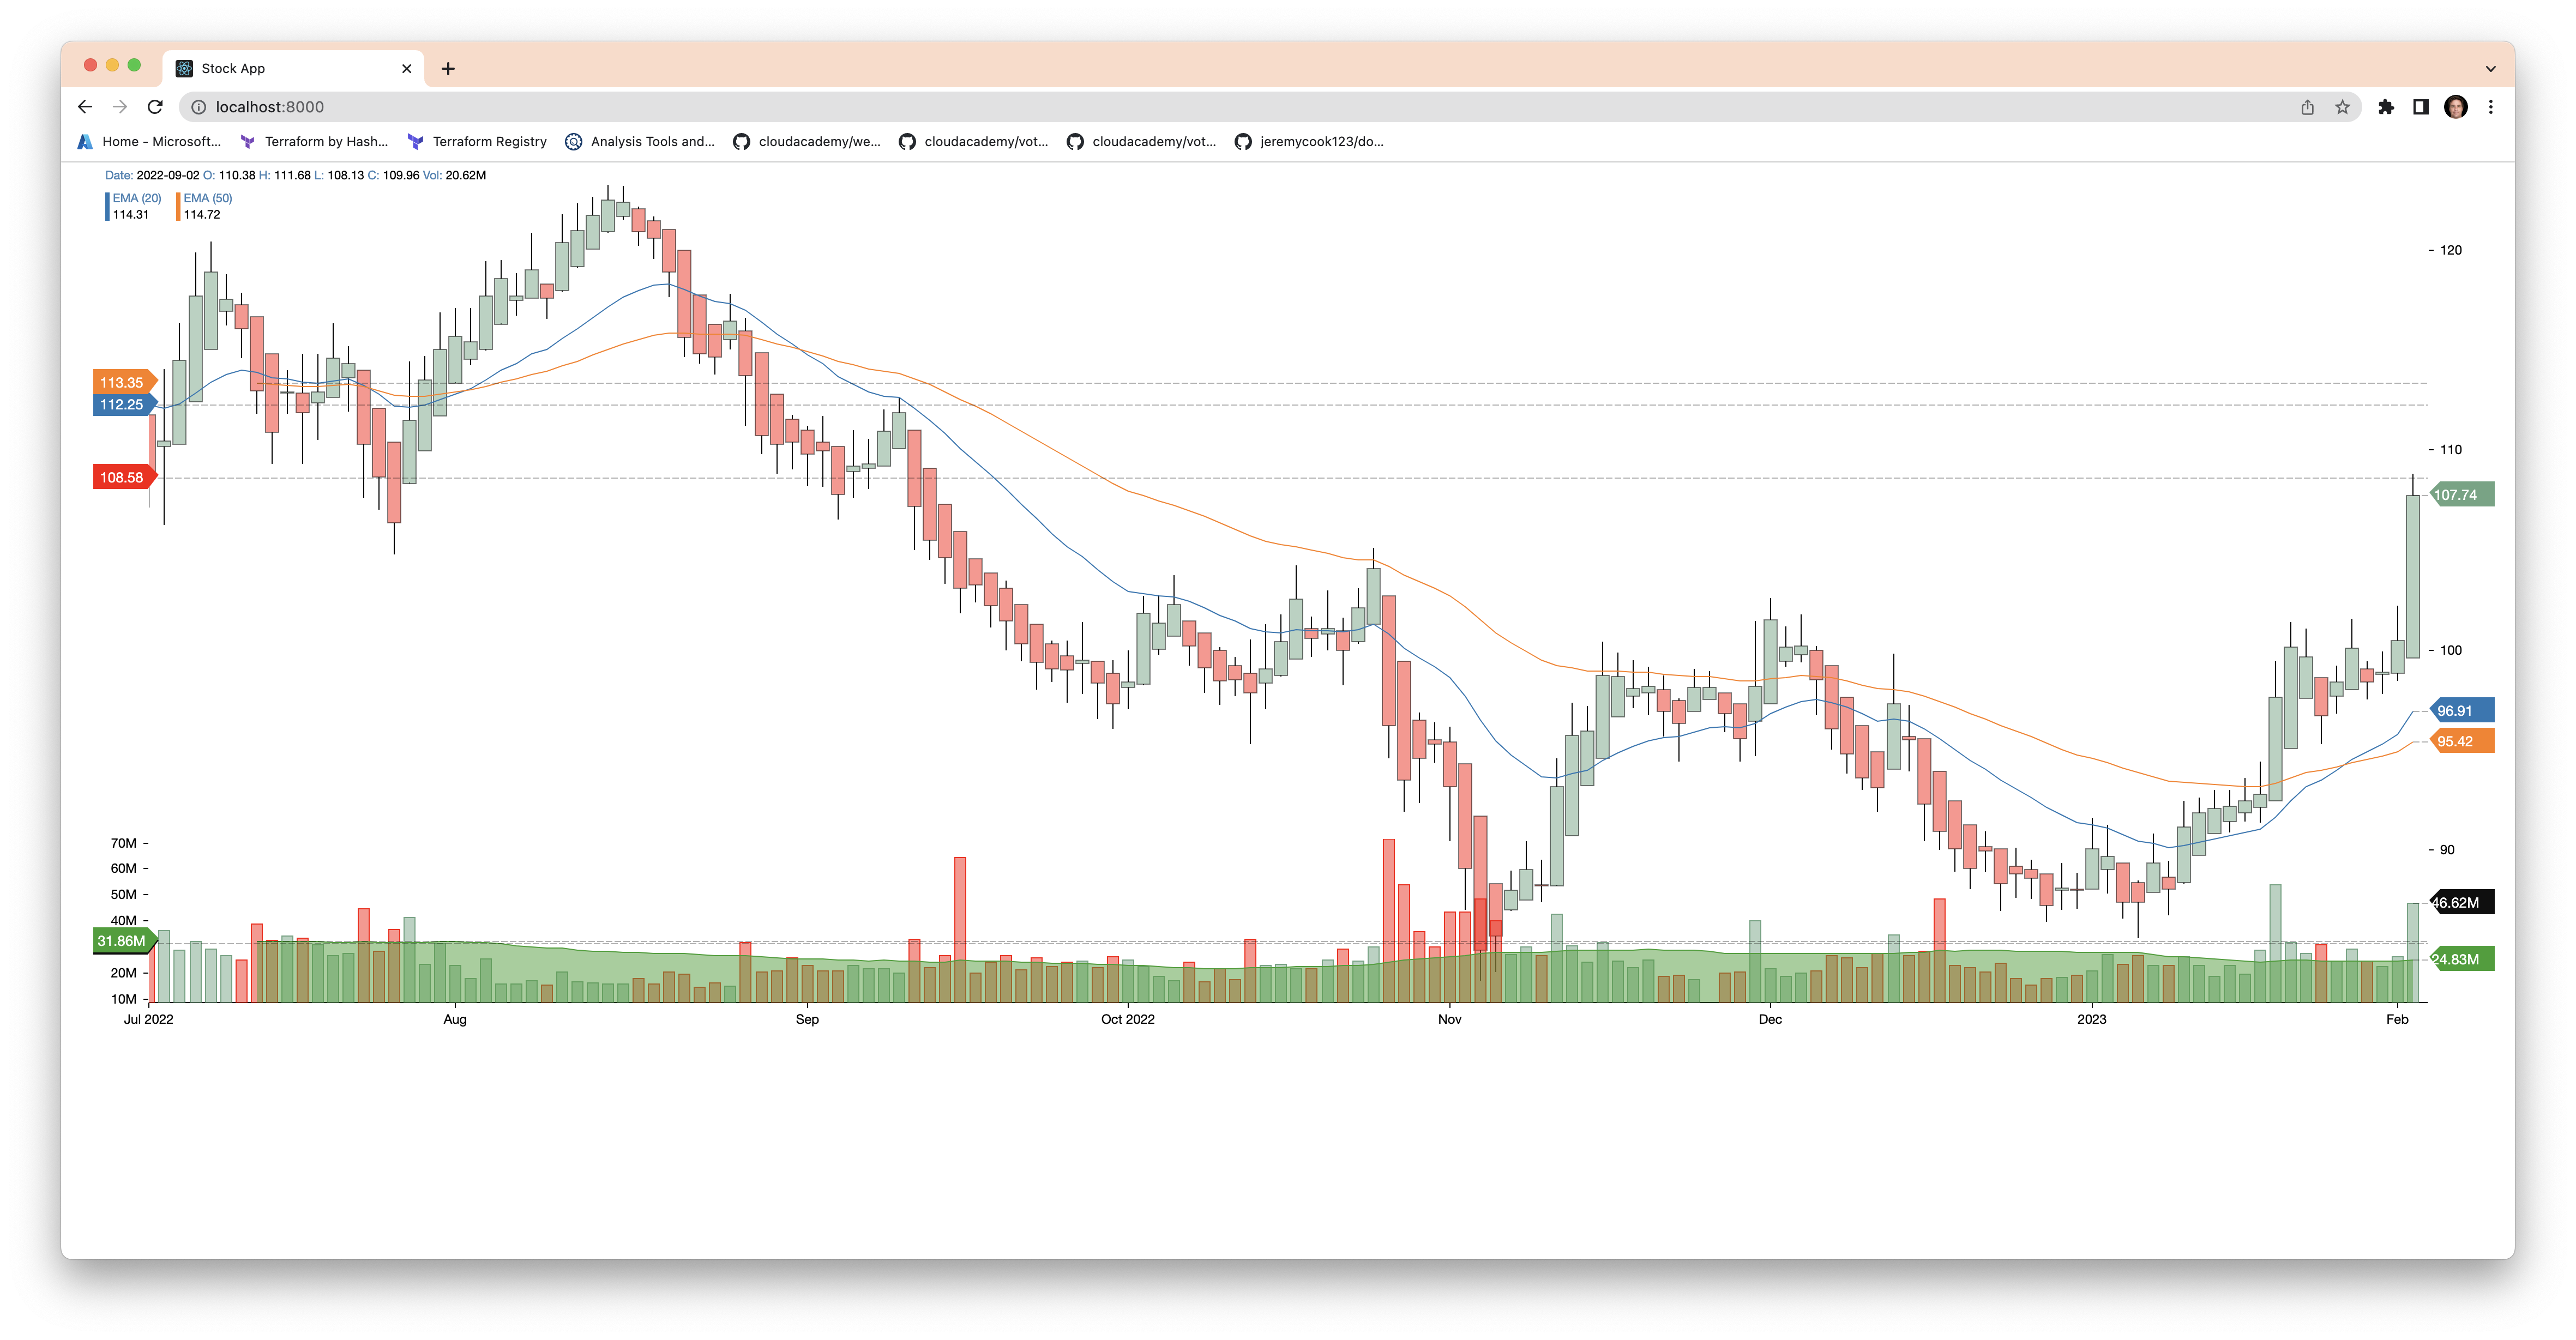 Stock App
localhost:8000
Home - Microsoft... Terraform by Hash... Terraform Registry Analysis Tools and... cloudacademy/we... cloudacademy/vot... cloudacademy/vot... jeremycook123/do...
Date: 2022-09-02 O: 110.38 H: 111.68 L: 108.13 C: 109.96 Vol: 20.62M
EMA (20) EMA (50)
114.31 114.72
120
113.35
112.25
110
108.58
107.74
100
96.91
95.42
70M
90
60M
50M
46.62M
40M
31.86M
24.83M
20M
10M
Jul 2022 Aug Sep Oct 2022 Nov Dec 2023 Feb